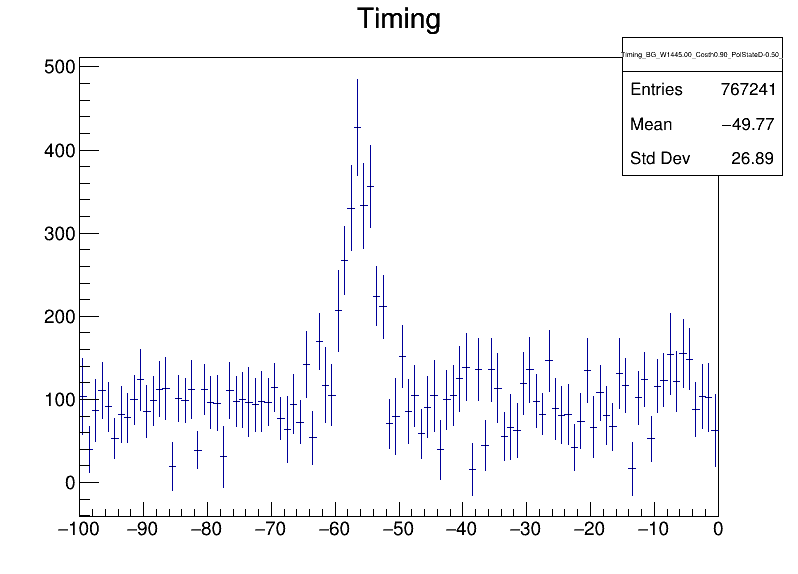 Timing
Timing_BG_W1445.00_Costh0.90_PolStateD-0.50_
Entries 767241
Mean −49.77
Std Dev 26.89
500
400
300
200
100
0
−100 −90 −80 −70 −60 −50 −40 −30 −20 −10 0